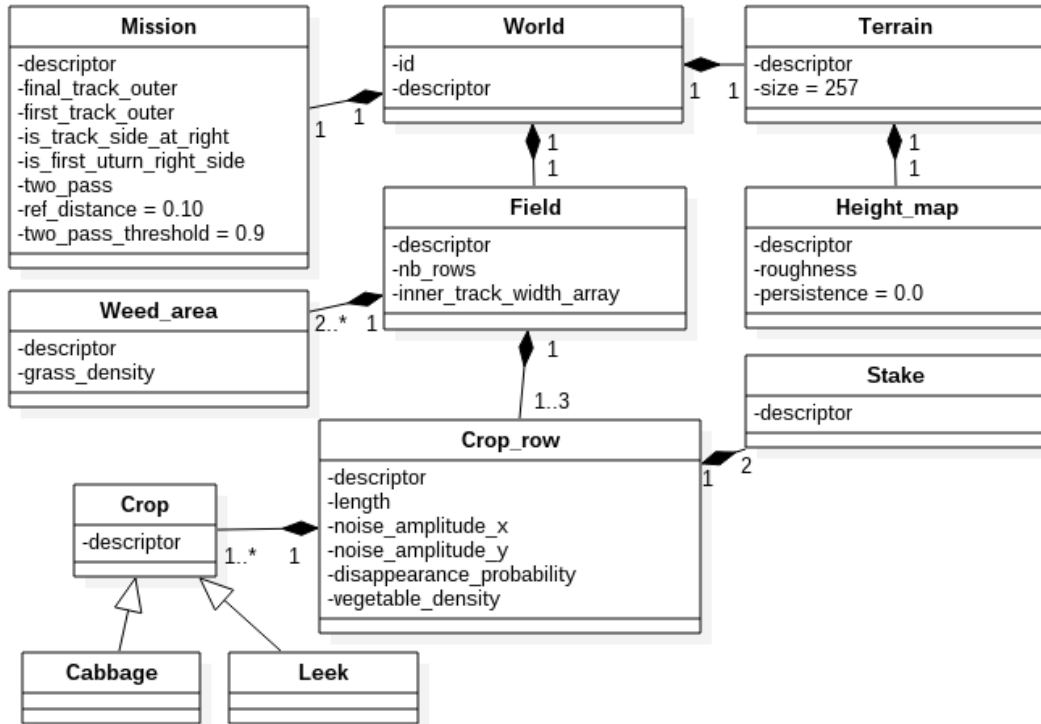 Mission
-descriptor
-final_track_outer
-first_track_outer
-is_track_side_at_right
-is_first_uturn_right_side
-two_pass
-ref_distance = 0.10
-two_pass_threshold = 0.9
World
-id
-descriptor
Terrain
-descriptor
-size = 257
1
1
1
1
1
1
1
1
Field
-descriptor
-nb_rows
-inner_track_width_array
Height_map
-descriptor
-roughness
-persistence = 0.0
Weed_area
-descriptor
-grass_density
2..*
1
1
1..3
Stake
-descriptor
Crop_row
-descriptor
-length
-noise_amplitude_x
-noise_amplitude_y
-disappearance_probability
-vegetable_density
1
2
Crop
-descriptor
1..*
1
Cabbage
Leek